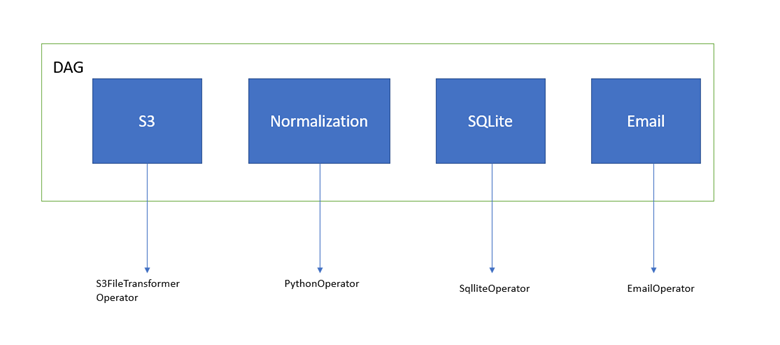 DAG
S3
Normalization
SQLite
Email
S3FileTransformer
Operator
PythonOperator
SqlliteOperator
EmailOperator